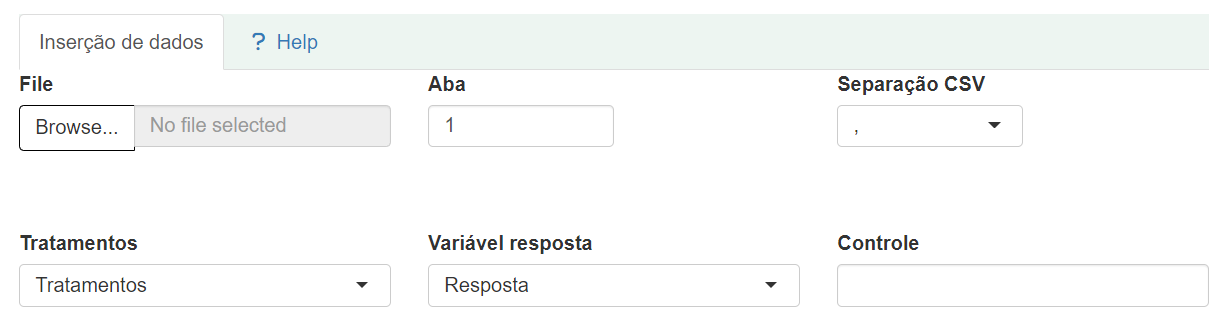 Inserção de dados ? Help
File Aba Separação CSV
Browse... No file selected 1 ,
Tratamentos Variável resposta Controle
Tratamentos Resposta